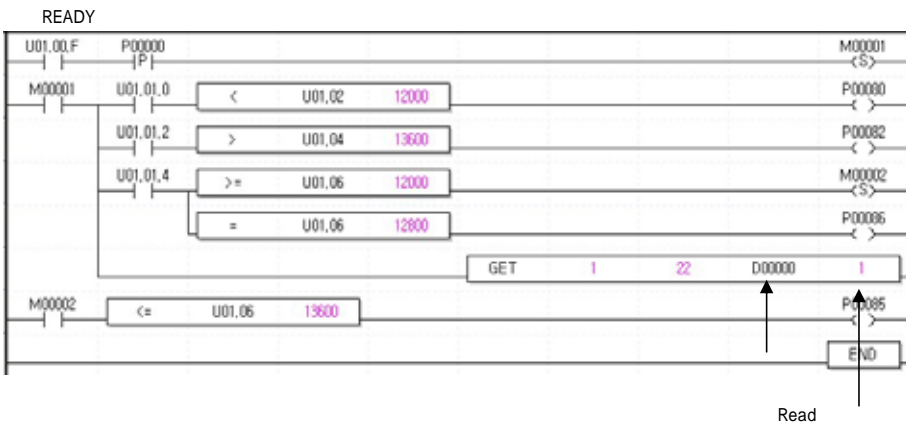 READY
U01.00.F P00000 M00001
P S
M00001 U01.01.0 < U01.02 12000 P00080
U01.01.2 > U01.04 13600 P00082
U01.01.4 >= U01.06 12000 M00002
S
= U01.06 12800 P00086
GET 1 22 D00000 1
M00002 <= U01.06 13600 P00085
END
Read